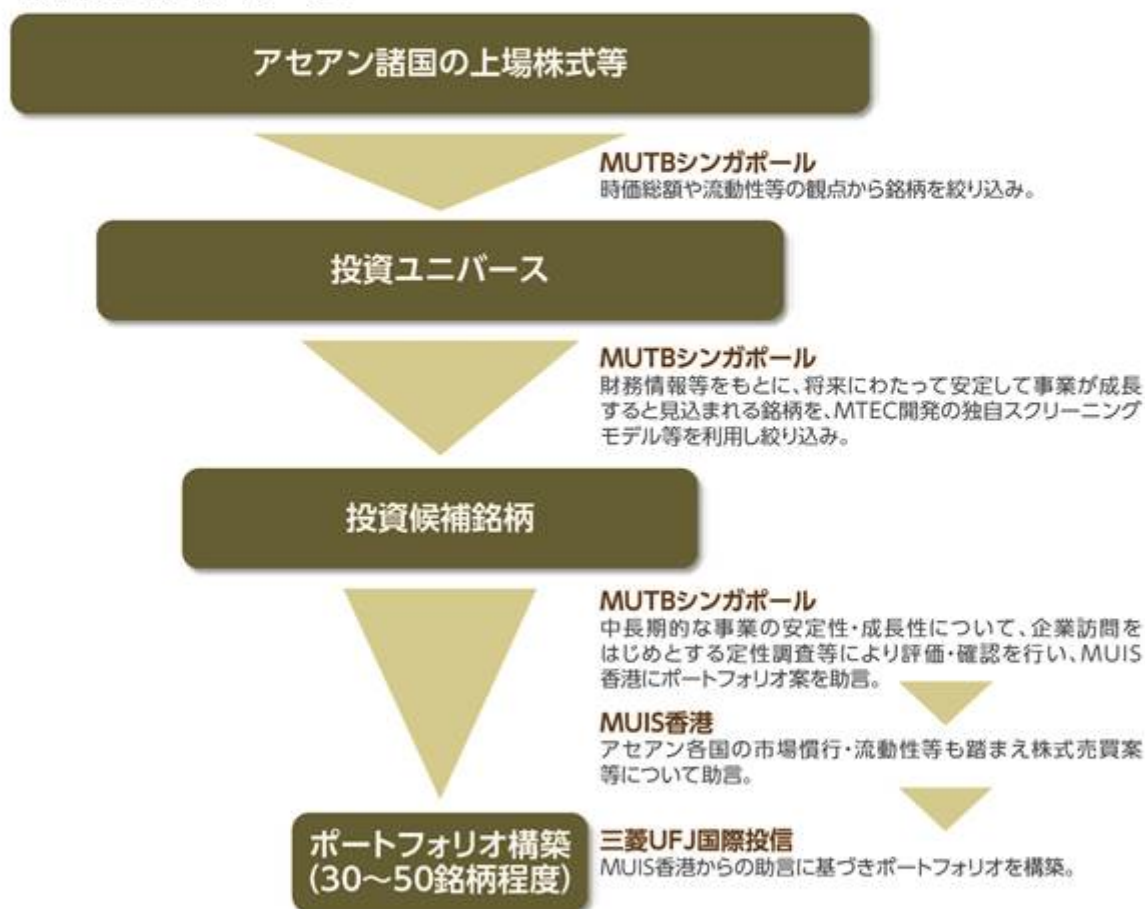 アセアン諸国の上場株式等
MUTBシンガポール
時価総額や流動性等の観点から銘柄を絞り込み。
投資ユニバース
MUTBシンガポール
財務情報等をもとに、将来にわたって安定して事業が成長
すると見込まれる銘柄を、MTEC開発の独自スクリーニング
モデル等を利用し絞り込み。
投資候補銘柄
MUTBシンガポール
中長期的な事業の安定性・成長性について、企業訪問を
はじめとする定性調査等により評価・確認を行い、MUIS
香港にポートフォリオ案を助言。
MUIS香港
アセアン各国の市場慣行・流動性等も踏まえ株式売買案
等について助言。
ポートフォリオ構築
(30～50銘柄程度)
三菱UFJ国際投信
MUIS香港からの助言に基づきポートフォリオを構築。